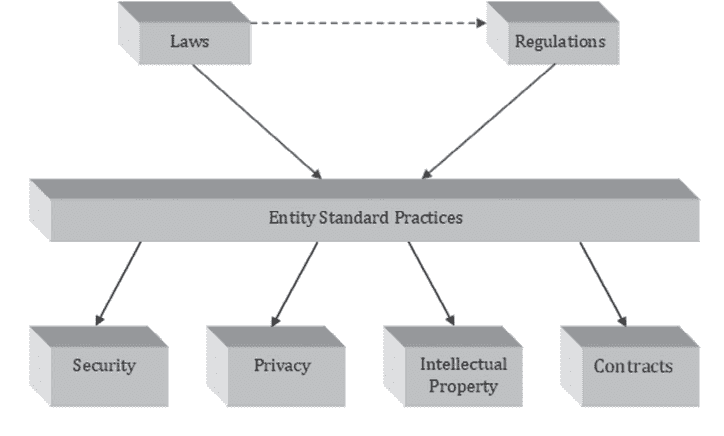 Laws
Regulations
Entity Standard Practices
Security
Privacy
Intellectual
Property
Contracts